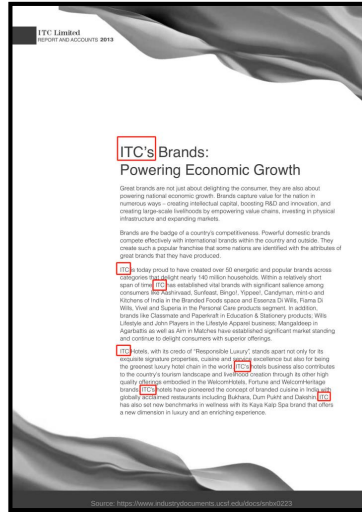 ITC Limited
REPORT AND ACCOUNTS 2013
ITC's Brands:
Powering Economic Growth
Great brands are not just about delighting the consumer, they are also about
powering national economic growth. Brands capture value for the nation in
numerous ways – creating intellectual capital, boosting R&D and innovation, and
creating large-scale livelihoods by empowering value chains, investing in physical
infrastructure and expanding markets.
Brands are the badge of a country's competitiveness. Powerful domestic brands
compete effectively with international brands within the country and outside. They
create such a popular franchise that some nations are identified with the attributes of
great brands that they have produced.
ITC is today proud to have created over 50 energetic and popular brands across
categories that delight nearly 140 million households. Within a relatively short
span of time, ITC has established vital brands with significant salience among
consumers like Aashirvaad, Sunfeast, Bingo!, Yippee!, Candyman, mint-o and
Kitchens of India in the Branded Foods space and Essenza Di Wills, Fiama Di
Wills, Vivel and Superia in the Personal Care products segment. In addition,
brands like Classmate and Paperkraft in Education & Stationery products; Wills
Lifestyle and John Players in the Lifestyle Apparel business; Mangaldeep in
Agarbattis as well as Aim in Matches have established significant market standing
and continue to delight consumers with superior offerings.
ITC Hotels, with its credo of "Responsible Luxury", stands apart not only for its
exquisite signature properties, cuisine and service excellence but also for being
the greenest luxury hotel chain in the world. ITC's hotels business also contributes
to the country's tourism landscape and livelihood creation through its other high
quality offerings embodied in the WelcomHotels, Fortune and WelcomHeritage
brands. ITC's hotels have pioneered the concept of branded cuisine in India with
globally acclaimed restaurants including Bukhara, Dum Pukht and Dakshin. ITC
has also set new benchmarks in wellness with its Kaya Kalp Spa brand that offers
a new dimension in luxury and an enriching experience.
Source: https://www.industrydocuments.ucsf.edu/docs/snbx0223